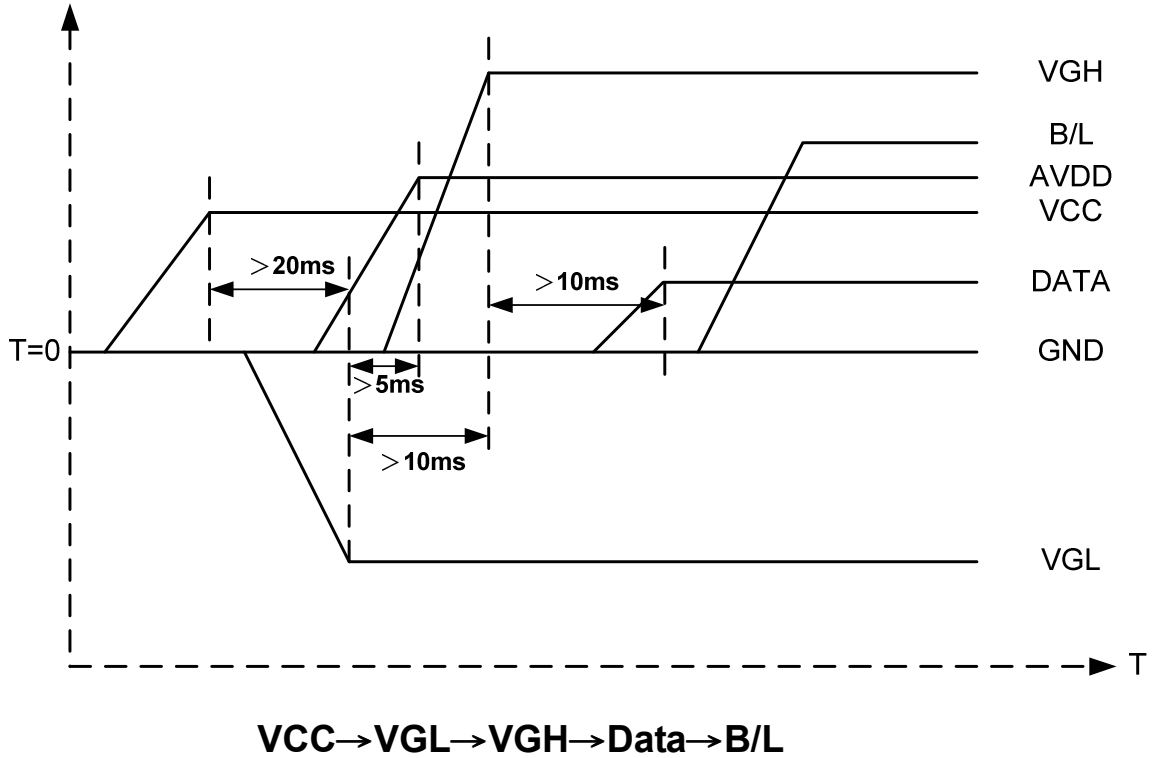 VGH
B/L
AVDD
VCC
>20ms
>10ms
DATA
T=0
GND
>5ms
>10ms
VGL
T
VCC→VGL→VGH→Data→B/L